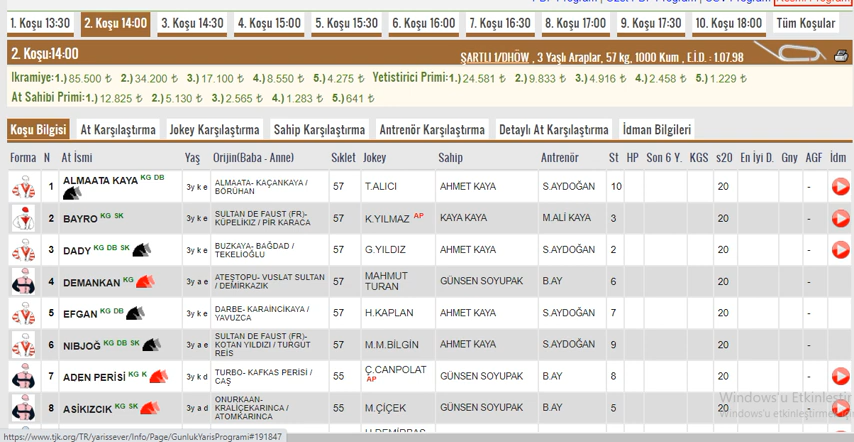 1. Koşu 13:30 2. Koşu 14:00 3. Koşu 14:30 4. Koşu 15:00 5. Koşu 15:30 6. Koşu 16:00 7. Koşu 16:30 8. Koşu 17:00 9. Koşu 17:30 10. Koşu 18:00 Tüm Koşular
2. Koşu:14:00 ŞARTLI 1/DHÖW , 3 Yaşlı Araplar, 57 kg, 1000 Kum , E.İ.D. : 1.07.98
Ikramiye:1.)85.500 ₺ 2.)34.200 ₺ 3.)17.100 ₺ 4.)8.550 ₺ 5.)4.275 ₺ Yetistirici Primi:1.)24.581 ₺ 2.)9.833 ₺ 3.)4.916 ₺ 4.)2.458 ₺ 5.)1.229 ₺
At Sahibi Primi:1.)12.825 ₺ 2.)5.130 ₺ 3.)2.565 ₺ 4.)1.283 ₺ 5.)641 ₺
Koşu Bilgisi At Karşılaştırma Jokey Karşılaştırma Sahip Karşılaştırma Antrenör Karşılaştırma Detaylı At Karşılaştırma İdman Bilgileri
Forma N At İsmi Yaş Orijin(Baba - Anne) Sıklet Jokey Sahip Antrenör St HP Son 6 Y. KGS s20 En İyi D. Gny AGF İdm
1 ALMAATA KAYA KG DB 3y k e ALMAATA- KAÇANKAYA / BÖRÜHAN 57 T.ALICI AHMET KAYA S.AYDOĞAN 10 20 -
2 BAYRO KG SK 3y k e SULTAN DE FAUST (FR)- KÜPELIKIZ / PİR KARACA 57 K.YILMAZ AP KAYA KAYA M.ALİ KAYA 3 20 -
3 DADY KG DB SK 3y k e BUZKAYA- BAĞDAD / TEKELİOĞLU 57 G.YILDIZ AHMET KAYA S.AYDOĞAN 2 20 -
4 DEMANKAN KG 3y a e ATEŞTOPU- VUSLAT SULTAN / DEMİRKAZIK 57 MAHMUT TURAN GÜNSEN SOYUPAK B.AY 6 20 -
5 EFGAN KG DB 3y k e DARBE- KARAİNCİKAYA / YAVUZCA 57 H.KAPLAN AHMET KAYA S.AYDOĞAN 7 20 -
6 NIBJOĞ KG DB SK 3y a e SULTAN DE FAUST (FR)- KOTAN YILDIZI / TURGUT REIS 57 M.M.BİLGİN AHMET KAYA S.AYDOĞAN 9 20 -
7 ADEN PERİSİ KG K 3y k d TURBO- KAFKAS PERİSİ / CAŞ 55 Ç.CANPOLAT AP GÜNSEN SOYUPAK B.AY 8 20 -
8 ASİKIZCIK KG SK 3y a d ONURKAAN- KRALİÇEKARINCA / ATOMKARINCA 55 M.ÇİÇEK GÜNSEN SOYUPAK B.AY 5 20 -
Windows'u Etkinleştir
Windows'u etkinleştirme
https://www.tjk.org/TR/yarissever/Info/Page/GunlukYarisProgrami#191847